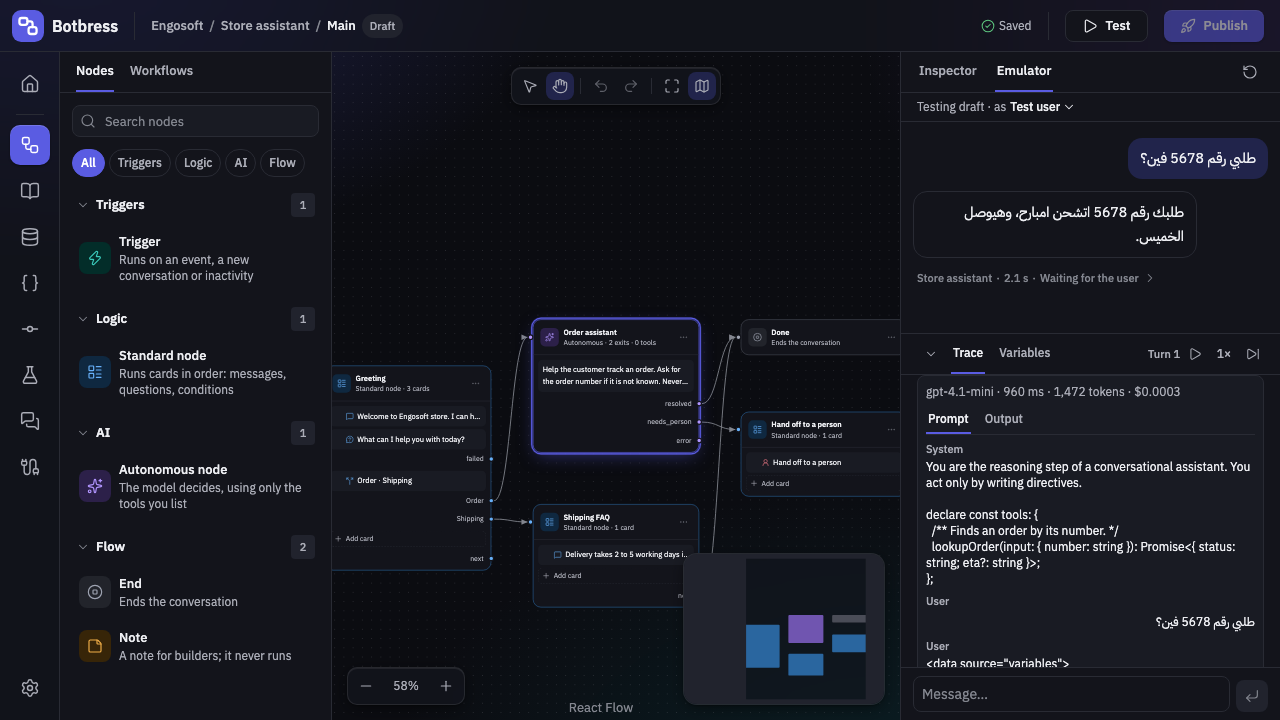 Botbress
Engosoft / Store assistant / Main Draft
Saved
Test
Publish
Nodes
Workflows
Search nodes
All
Triggers
Logic
AI
Flow
Triggers
1
Trigger
Runs on an event, a new
conversation or inactivity
Logic
1
Standard node
Runs cards in order: messages,
questions, conditions
AI
1
Autonomous node
The model decides, using only the
tools you list
Flow
2
End
Ends the conversation
Note
A note for builders; it never runs
Greeting
Standard node · 3 cards
Welcome to Engosoft store. I can h...
What can I help you with today?
failed
Order · Shipping
Order
Shipping
Add card
next
Order assistant
Autonomous · 2 exits · 0 tools
Help the customer track an order. Ask for
the order number if it is not known. Never...
resolved
needs_person
error
Shipping FAQ
Standard node · 1 card
Delivery takes 2 to 5 working days i...
Add card
Done
Ends the conversation
Hand off to a person
Standard node · 1 card
Hand off to a person
Add card
58%
React Flow
Inspector
Emulator
Testing draft · as Test user
طلبي رقم 5678 فين؟
طلبك رقم 5678 اتشحن امبارح، وهيوصل
الخميس.
Store assistant · 2.1 s · Waiting for the user
Trace
Variables
Turn 1
1×
gpt-4.1-mini · 960 ms · 1,472 tokens · $0.0003
Prompt
Output
System
You are the reasoning step of a conversational assistant. You
act only by writing directives.
declare const tools: {
/** Finds an order by its number. */
lookupOrder(input: { number: string }): Promise<{ status:
string; eta?: string }>;
};
User
طلبي رقم 5678 فين؟
User
<data source="variables">
Message...